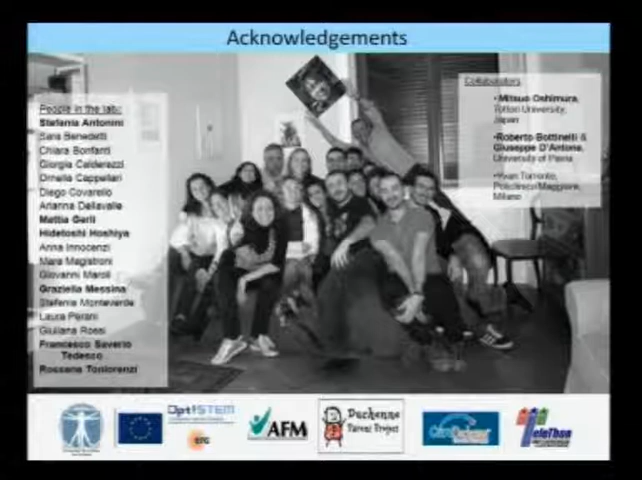 Acknowledgements
People in the lab:
Stefania Antonini
Sara Benedetti
Chiara Bonfanti
Giorgia Calderazzi
Ornella Cappellari
Diego Covarello
Arianna Dellavalle
Mattia Gerli
Hidetoshi Hoshiya
Anna Innocenzi
Mara Magistroni
Giovanni Maroli
Graziella Messina
Stefania Monteverde
Laura Perani
Giuliana Rossi
Francesco Saverio
Tedesco
Rossana Tonlorenzi
Collaborators
•Mitsuo Oshimura,
Tottori University,
Japan
•Roberto Bottinelli &
Giuseppe D'Antona,
University of Pavia
•Yvan Torrente,
Policlinico Maggiore,
Milano
OptiSTEM
AFM
Duchenne
Parent Project
TeleThon